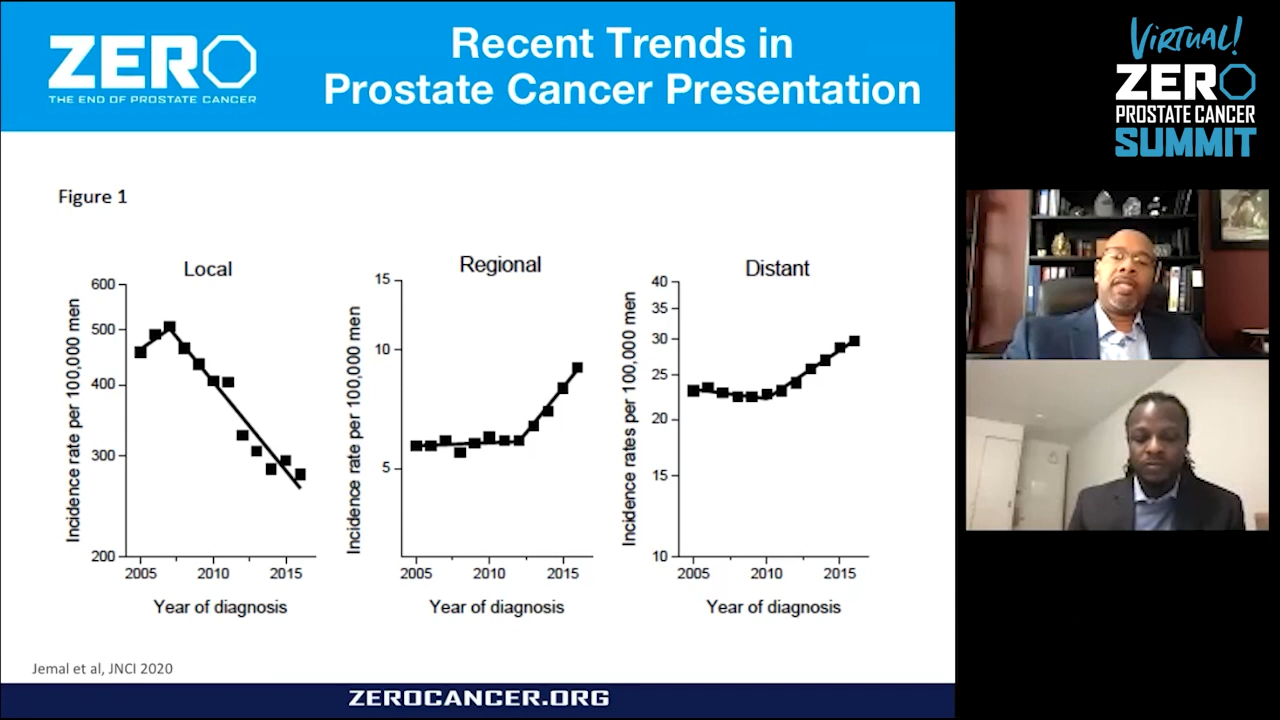 ZERO
THE END OF PROSTATE CANCER
Recent Trends in
Prostate Cancer Presentation
VIRTUAL!
ZERO
PROSTATE CANCER
SUMMIT
Figure 1
Local
Incidence rate per 100,000 men
600
500
400
300
200
2005
2010
2015
Year of diagnosis
Regional
Incidence rate per 100,000 men
15
10
5
2005
2010
2015
Year of diagnosis
Distant
Incidence rates per 100,000 men
40
35
30
25
20
15
10
2005
2010
2015
Year of diagnosis
Jemal et al, JNCI 2020
ZEROCANCER.ORG